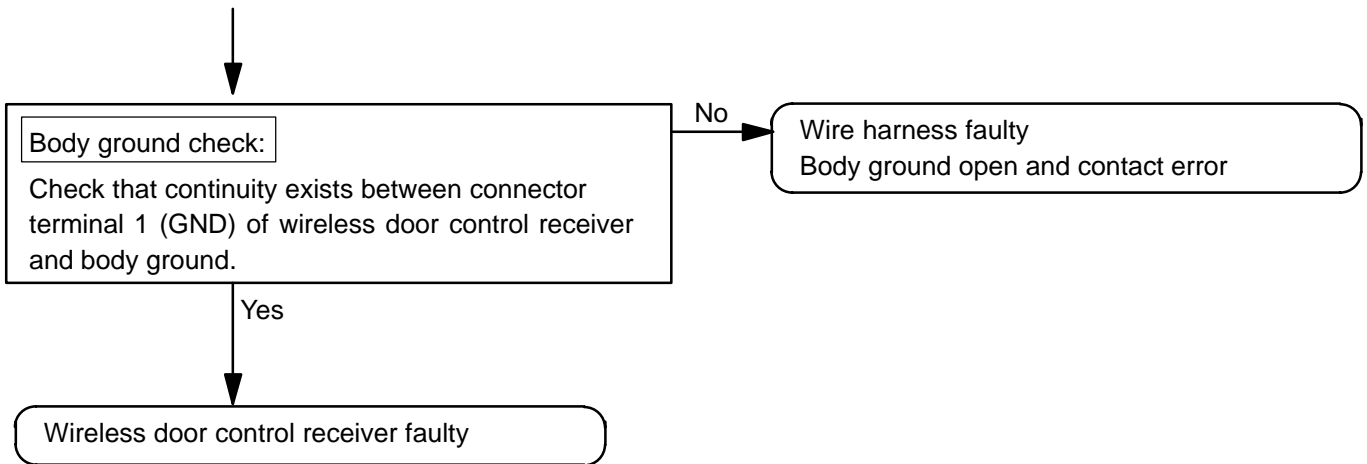 Body ground check:
Check that continuity exists between connector
terminal 1 (GND) of wireless door control receiver
and body ground.
No
Wire harness faulty
Body ground open and contact error
Yes
Wireless door control receiver faulty